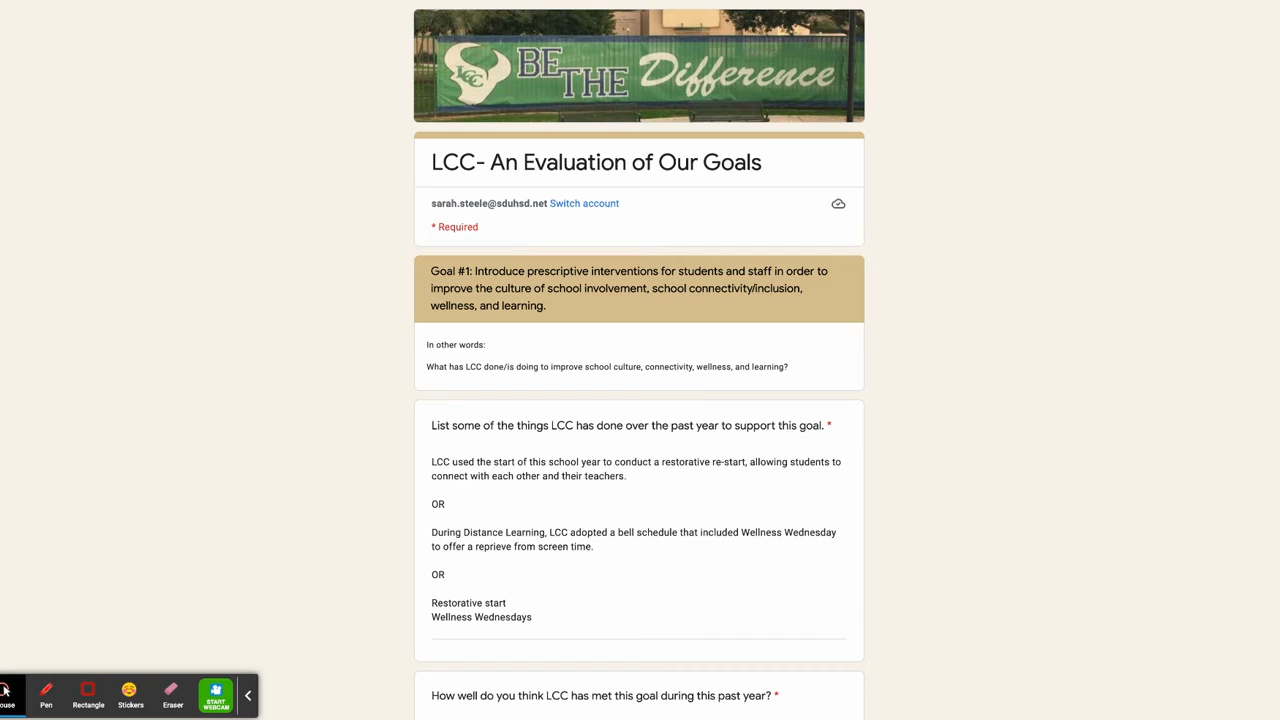 LCC
BE
THE
Difference
LCC- An Evaluation of Our Goals
sarah.steele@sduhsd.net Switch account
* Required
Goal #1: Introduce prescriptive interventions for students and staff in order to
improve the culture of school involvement, school connectivity/inclusion,
wellness, and learning.
In other words:
What has LCC done/is doing to improve school culture, connectivity, wellness, and learning?
List some of the things LCC has done over the past year to support this goal. *
LCC used the start of this school year to conduct a restorative re-start, allowing students to
connect with each other and their teachers.
OR
During Distance Learning, LCC adopted a bell schedule that included Wellness Wednesday
to offer a reprieve from screen time.
OR
Restorative start
Wellness Wednesdays
How well do you think LCC has met this goal during this past year? *
ouse
Pen
Rectangle
Stickers
Eraser
START
WEBCAM